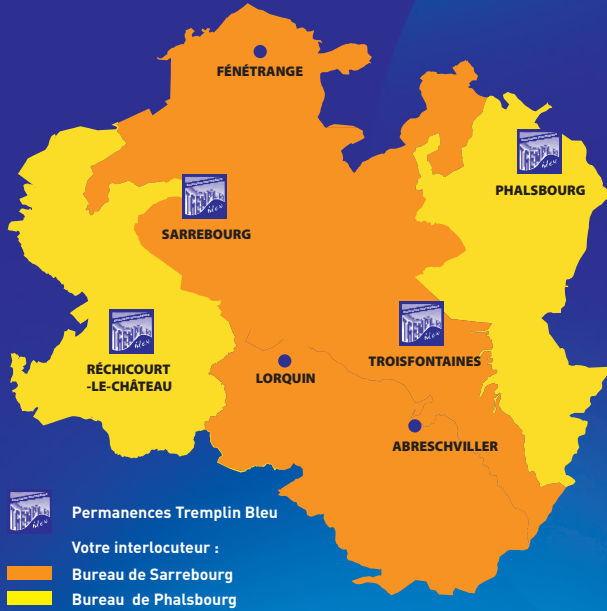 FÉNÉTRANGE
PHALSBOURG
SARREBOURG
RÉCHICOURT
-LE-CHÂTEAU
TROISFONTAINES
LORQUIN
ABRESCHVILLER
Permanences Tremplin Bleu
Votre interlocuteur :
Bureau de Sarrebourg
Bureau de Phalsbourg